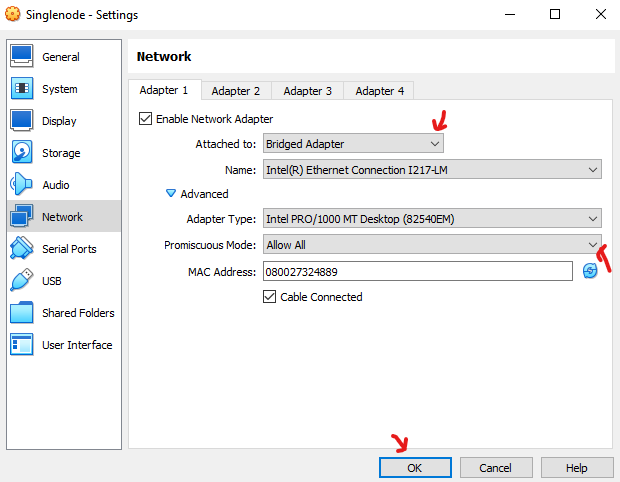 Singlenode - Settings
General
System
Display
Storage
Audio
Network
Serial Ports
USB
Shared Folders
User Interface
Network
Adapter 1 Adapter 2 Adapter 3 Adapter 4
Enable Network Adapter
Attached to: Bridged Adapter
Name: Intel(R) Ethernet Connection I217-LM
Advanced
Adapter Type: Intel PRO/1000 MT Desktop (82540EM)
Promiscuous Mode: Allow All
MAC Address: 080027324889
Cable Connected
OK Cancel Help